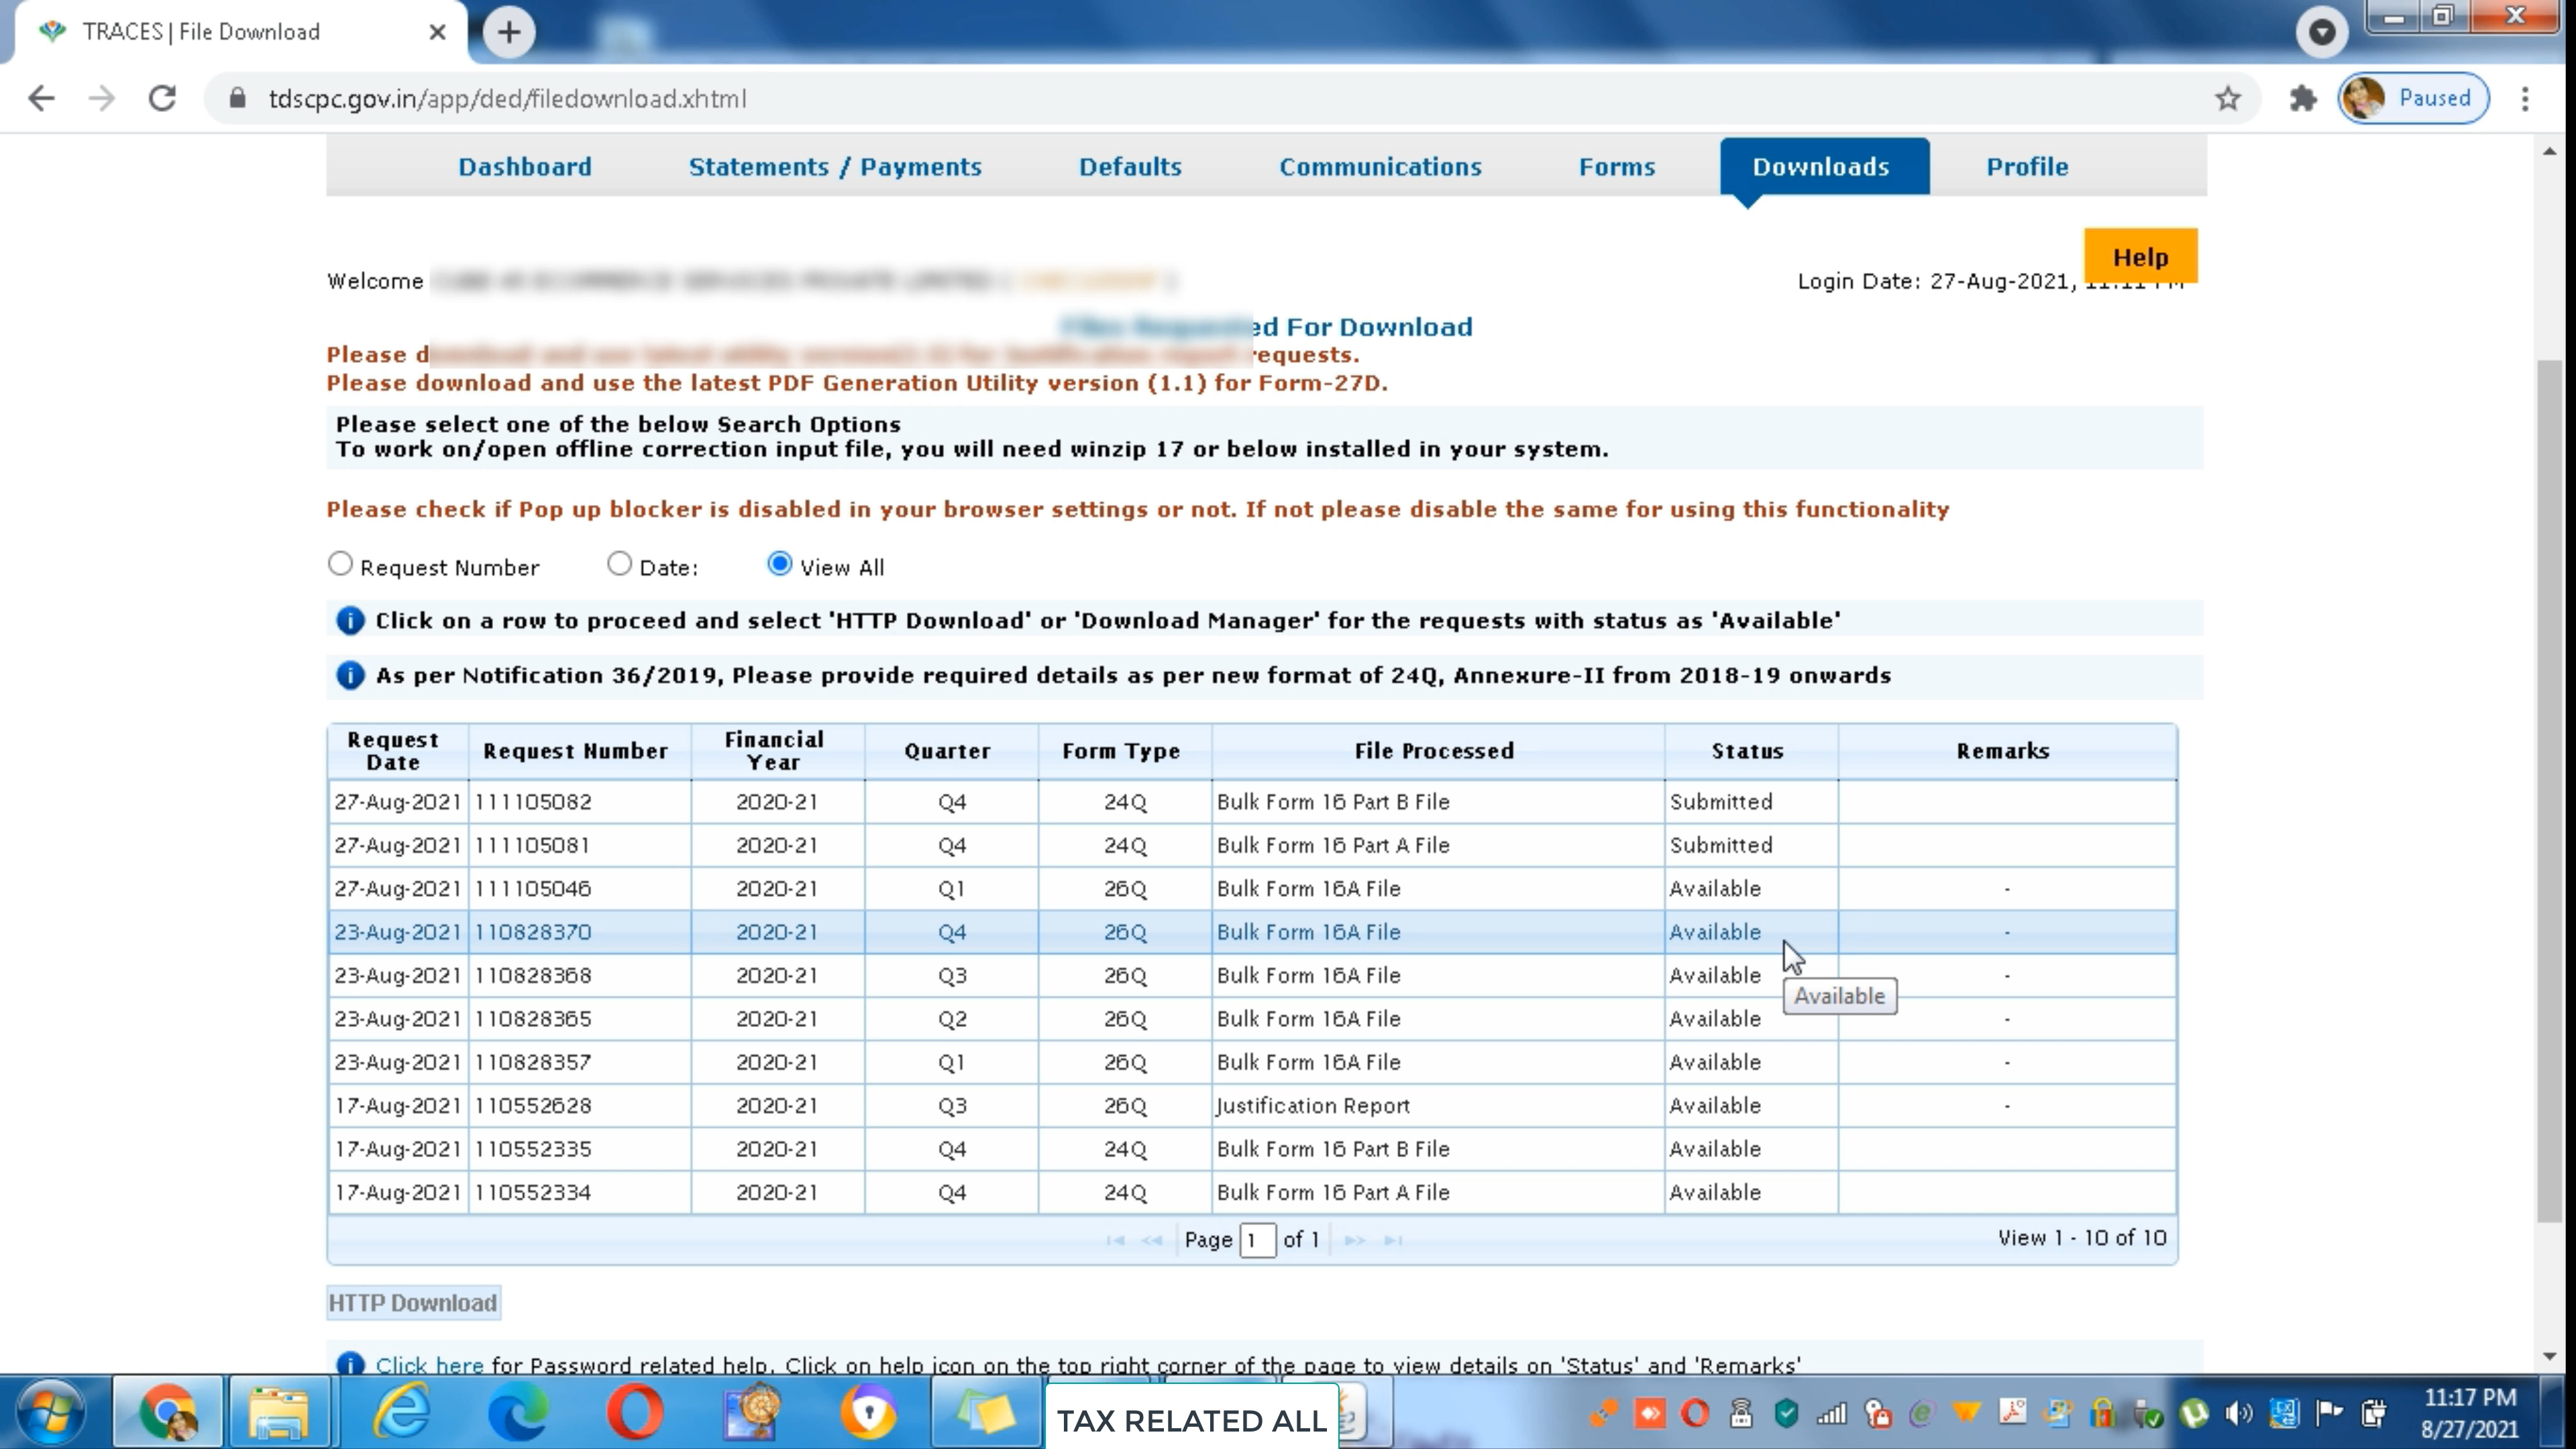 TRACES | File Download
tdscpc.gov.in/app/ded/filedownload.xhtml
Paused
Dashboard Statements / Payments Defaults Communications Forms Downloads Profile
Help
Welcome
Login Date: 27-Aug-2021,
ed For Download
Please d requests.
Please download and use the latest PDF Generation Utility version (1.1) for Form-27D.
Please select one of the below Search Options
To work on/open offline correction input file, you will need winzip 17 or below installed in your system.
Please check if Pop up blocker is disabled in your browser settings or not. If not please disable the same for using this functionality
Request Number Date: View All
Click on a row to proceed and select 'HTTP Download' or 'Download Manager' for the requests with status as 'Available'
As per Notification 36/2019, Please provide required details as per new format of 24Q, Annexure-II from 2018-19 onwards
Request Date Request Number Financial Year Quarter Form Type File Processed Status Remarks
27-Aug-2021 111105082 2020-21 Q4 24Q Bulk Form 16 Part B File Submitted
27-Aug-2021 111105081 2020-21 Q4 24Q Bulk Form 16 Part A File Submitted
27-Aug-2021 111105046 2020-21 Q1 26Q Bulk Form 16A File Available -
23-Aug-2021 110828370 2020-21 Q4 26Q Bulk Form 16A File Available -
23-Aug-2021 110828368 2020-21 Q3 26Q Bulk Form 16A File Available -
Available
23-Aug-2021 110828365 2020-21 Q2 26Q Bulk Form 16A File Available -
23-Aug-2021 110828357 2020-21 Q1 26Q Bulk Form 16A File Available -
17-Aug-2021 110552628 2020-21 Q3 26Q Justification Report Available -
17-Aug-2021 110552335 2020-21 Q4 24Q Bulk Form 16 Part B File Available
17-Aug-2021 110552334 2020-21 Q4 24Q Bulk Form 16 Part A File Available
Page 1 of 1
View 1 - 10 of 10
HTTP Download
Click here for Password related help. Click on help icon on the top right corner of the page to view details on 'Status' and 'Remarks'
TAX RELATED ALL
11:17 PM
8/27/2021